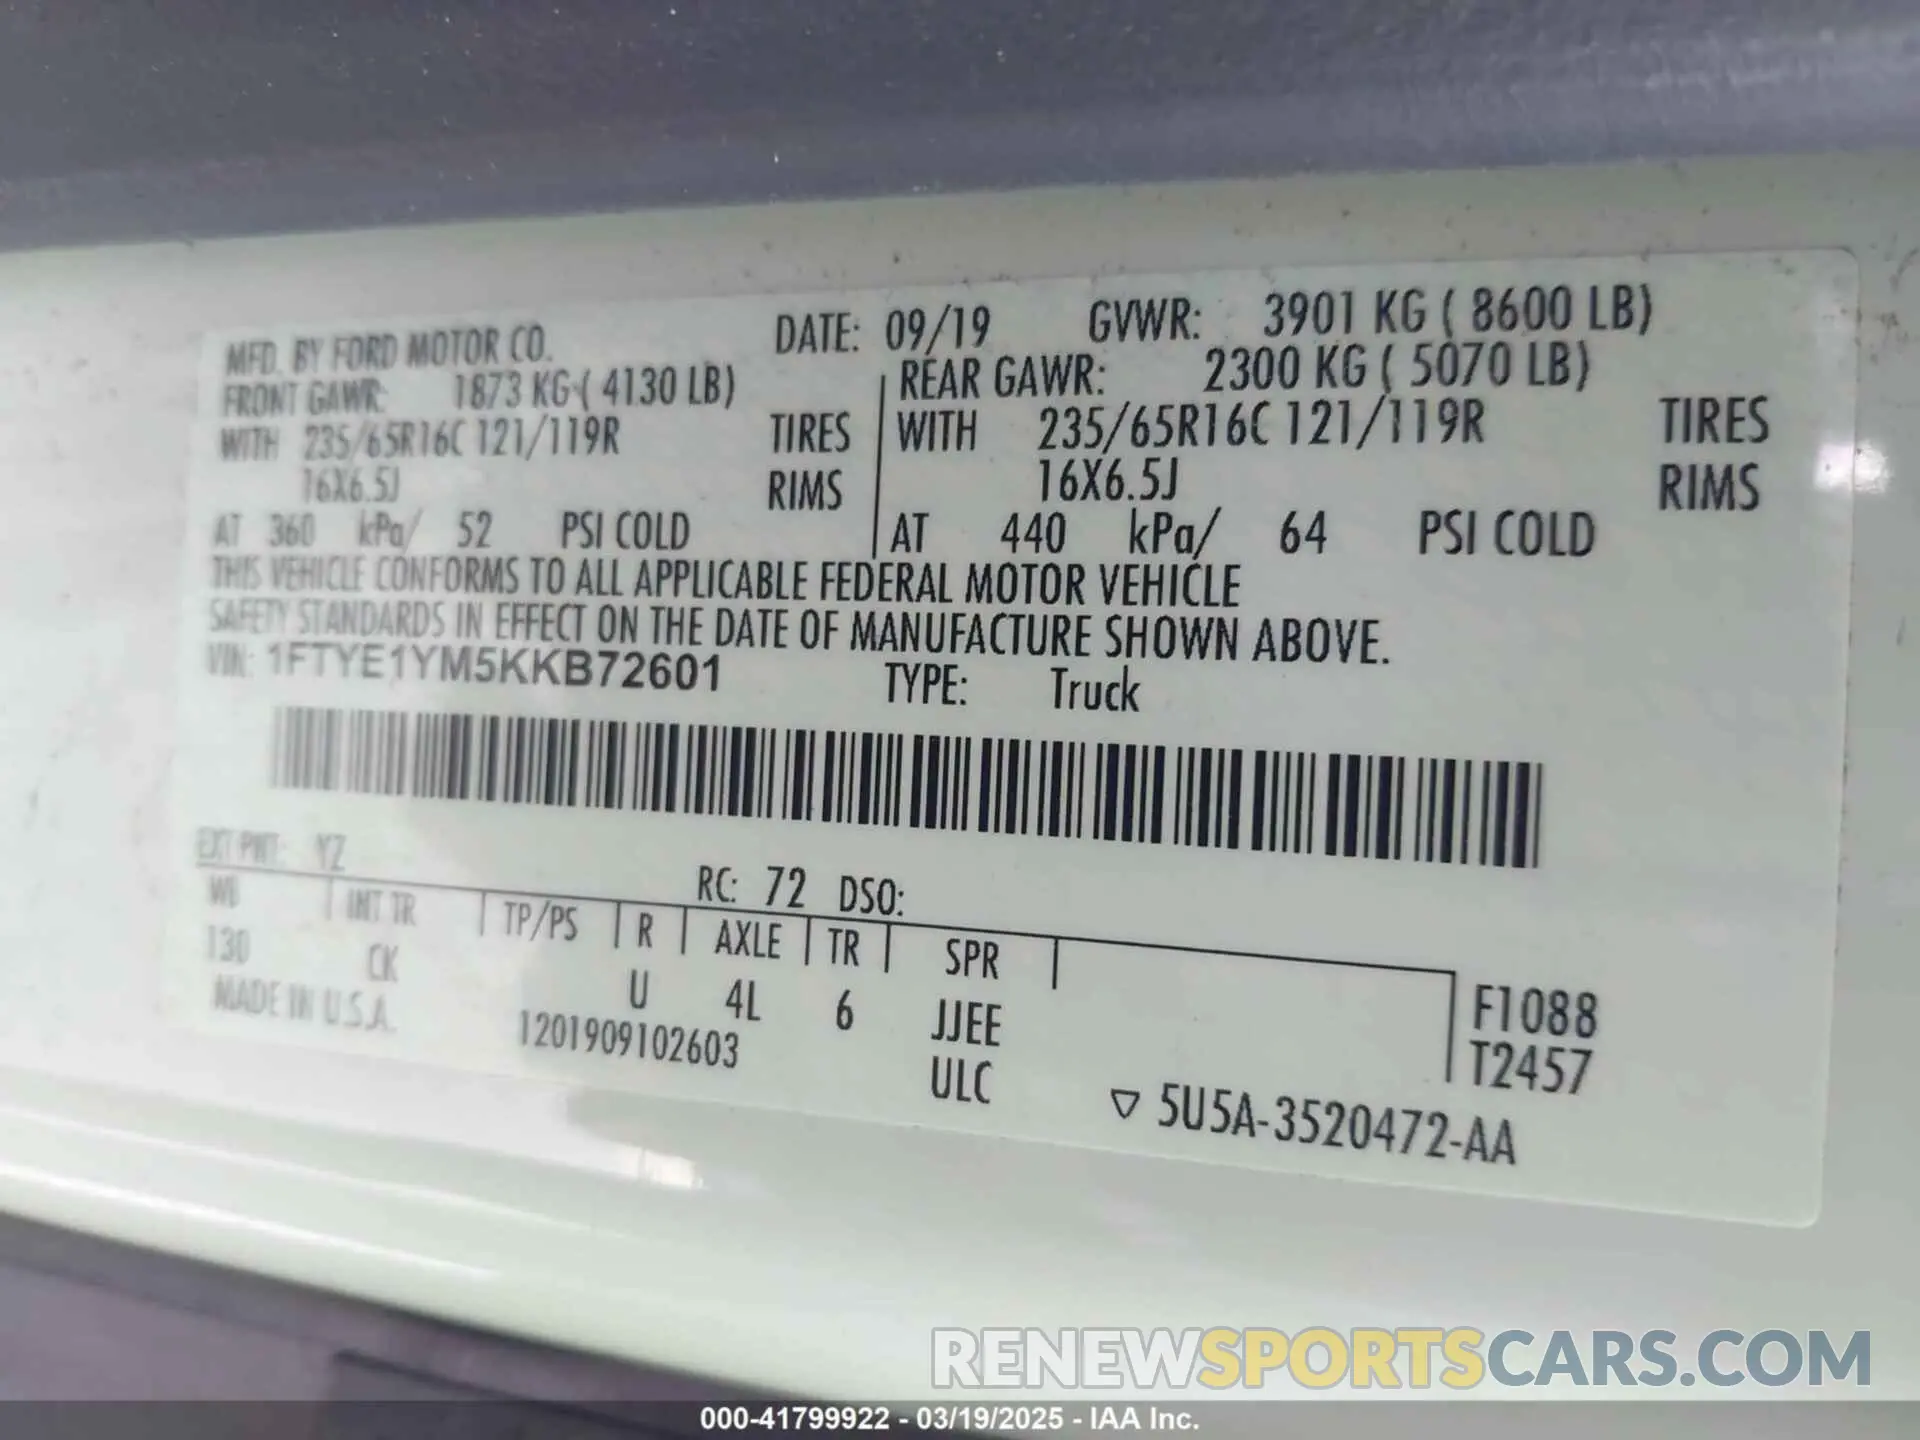 MFD. BY FORD MOTOR CO. DATE: 09/19 GVWR: 3901 KG ( 8600 LB)
FRONT GAWR: 1873 KG ( 4130 LB) REAR GAWR: 2300 KG ( 5070 LB)
WITH 235/65R16C 121/119R TIRES WITH 235/65R16C 121/119R TIRES
16X6.5J RIMS 16X6.5J RIMS
AT 360 kPa/ 52 PSI COLD AT 440 kPa/ 64 PSI COLD
THIS VEHICLE CONFORMS TO ALL APPLICABLE FEDERAL MOTOR VEHICLE
SAFETY STANDARDS IN EFFECT ON THE DATE OF MANUFACTURE SHOWN ABOVE.
VIN: 1FTYE1YM5KKB72601 TYPE: Truck
EXT PNT: YZ RC: 72 DSO:
WB INT TR TP/PS R AXLE TR SPR
130 CK U 4L 6 JJEE F1088
MADE IN U.S.A. 1201909102603 ULC T2457
▽ 5U5A-3520472-AA
RENEWSPORTSCARS.COM
000-41799922 - 03/19/2025 - IAA Inc.